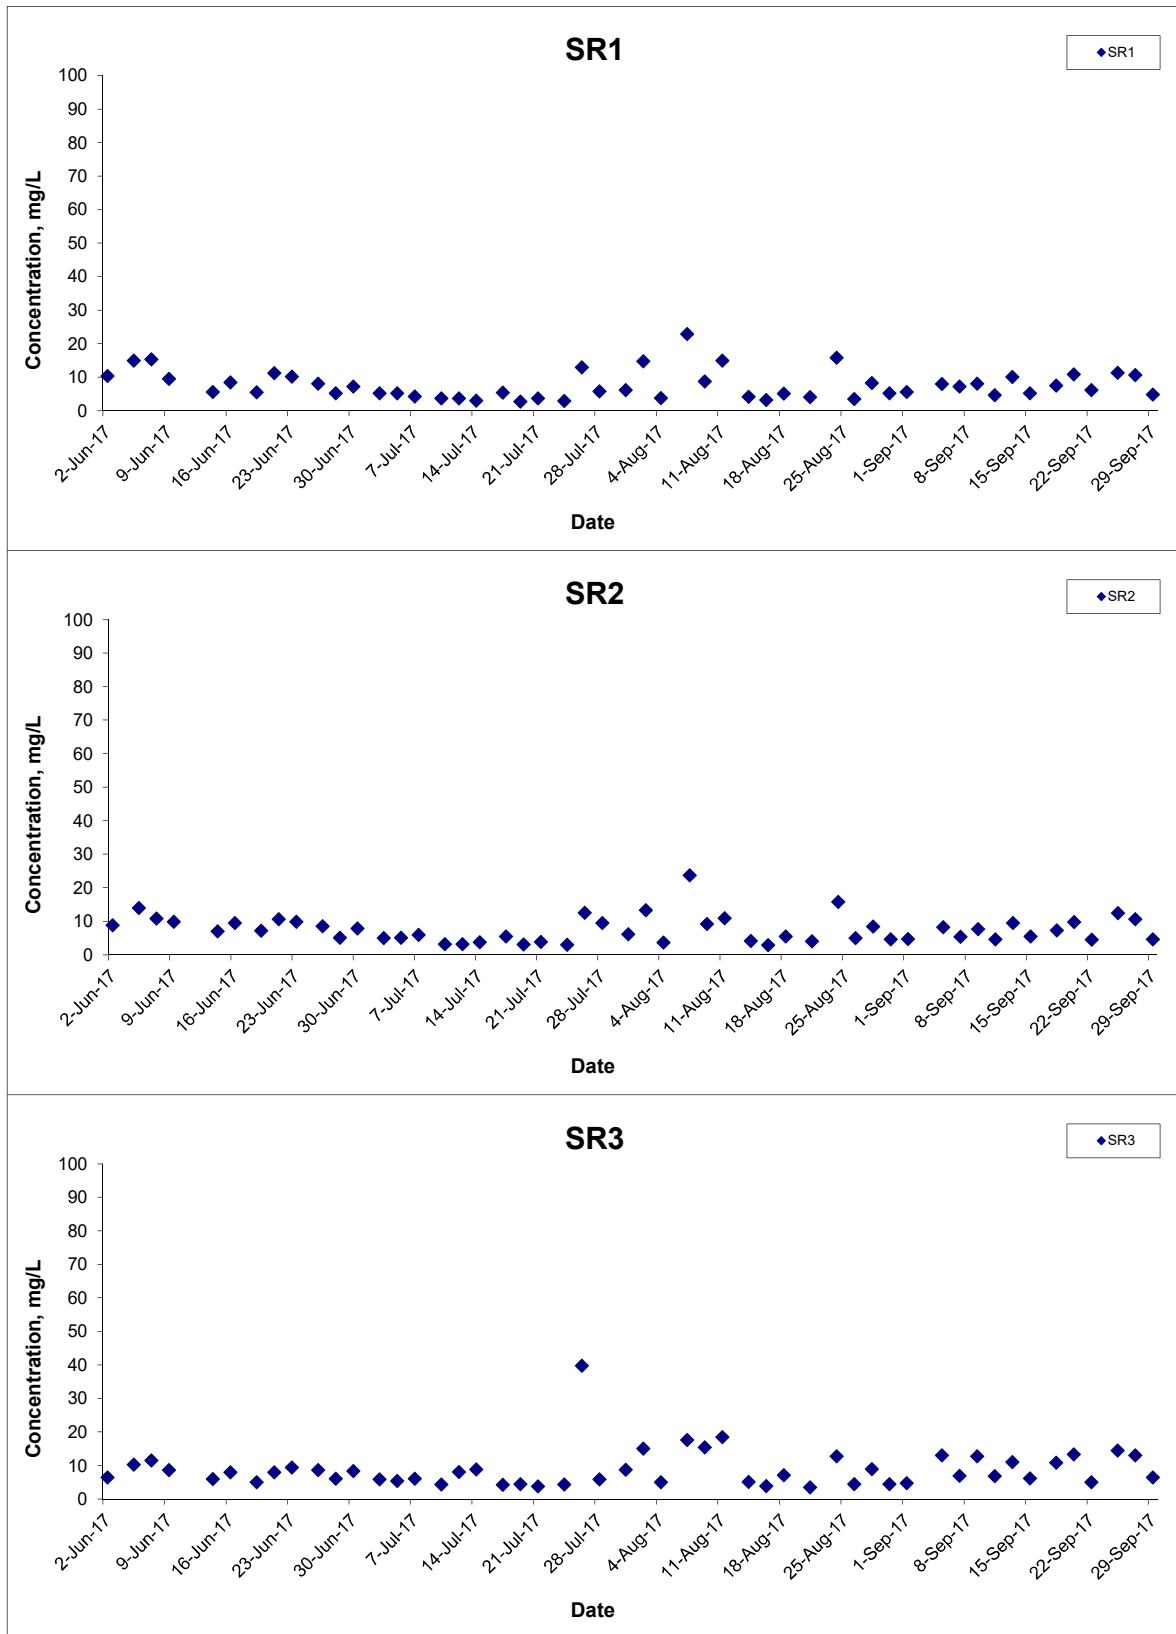 SR1
SR1
100
90
80
70
60
50
40
30
20
10
0
Concentration, mg/L
2-Jun-17
9-Jun-17
16-Jun-17
23-Jun-17
30-Jun-17
7-Jul-17
14-Jul-17
21-Jul-17
28-Jul-17
4-Aug-17
11-Aug-17
18-Aug-17
25-Aug-17
1-Sep-17
8-Sep-17
15-Sep-17
22-Sep-17
29-Sep-17
Date
SR2
SR2
100
90
80
70
60
50
40
30
20
10
0
Concentration, mg/L
2-Jun-17
9-Jun-17
16-Jun-17
23-Jun-17
30-Jun-17
7-Jul-17
14-Jul-17
21-Jul-17
28-Jul-17
4-Aug-17
11-Aug-17
18-Aug-17
25-Aug-17
1-Sep-17
8-Sep-17
15-Sep-17
22-Sep-17
29-Sep-17
Date
SR3
SR3
100
90
80
70
60
50
40
30
20
10
0
Concentration, mg/L
2-Jun-17
9-Jun-17
16-Jun-17
23-Jun-17
30-Jun-17
7-Jul-17
14-Jul-17
21-Jul-17
28-Jul-17
4-Aug-17
11-Aug-17
18-Aug-17
25-Aug-17
1-Sep-17
8-Sep-17
15-Sep-17
22-Sep-17
29-Sep-17
Date